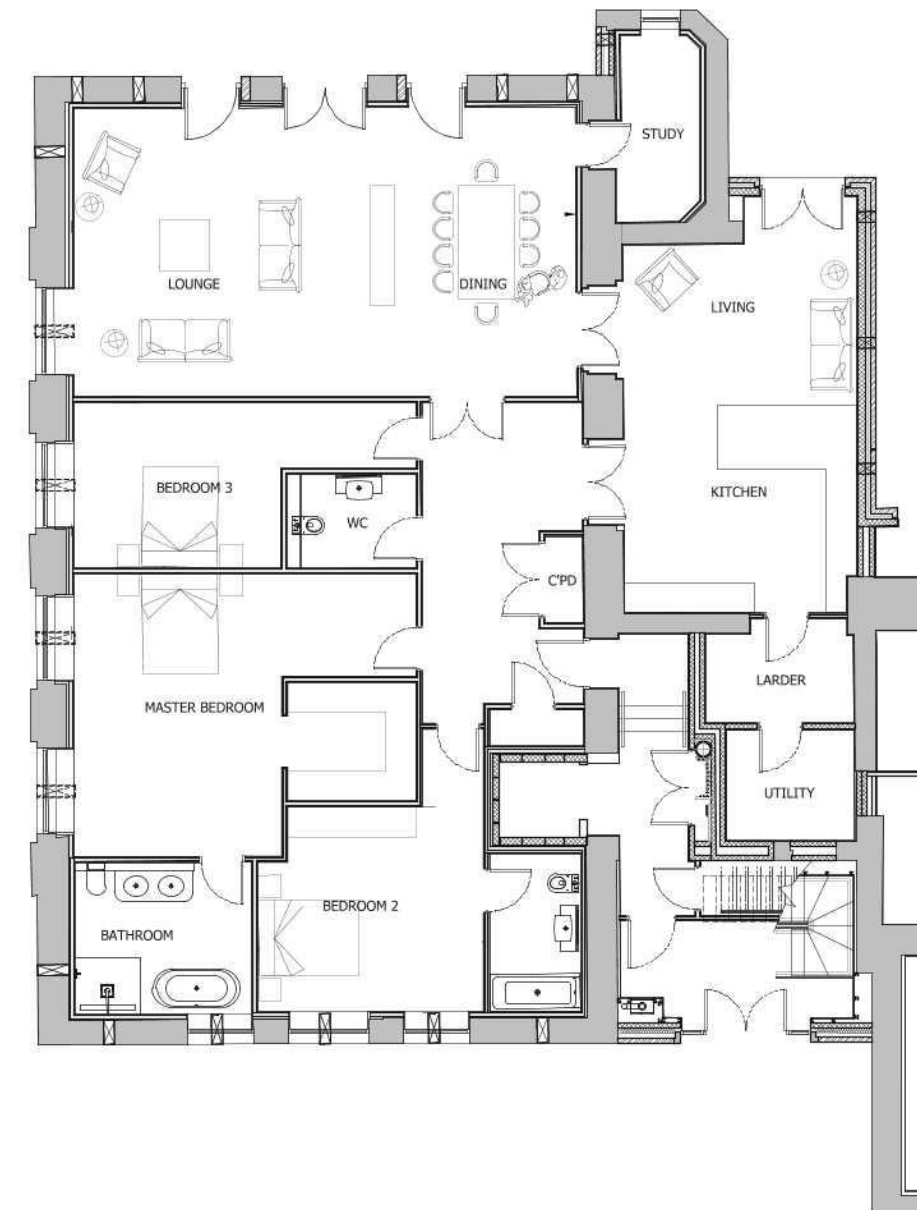 STUDY
LOUNGE
DINING
LIVING
BEDROOM 3
WC
KITCHEN
C'PD
LARDER
MASTER BEDROOM
UTILITY
BEDROOM 2
BATHROOM